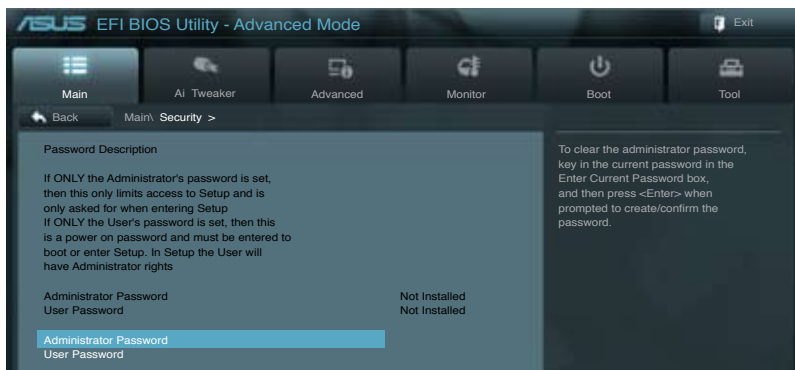 ASUS EFI BIOS Utility - Advanced Mode
Exit
Main
Ai Tweaker
Advanced
Monitor
Boot
Tool
Back
Main\ Security >
Password Description
If ONLY the Administrator's password is set,
then this only limits access to Setup and is
only asked for when entering Setup
If ONLY the User's password is set, then this
is a power on password and must be entered to
boot or enter Setup. In Setup the User will
have Administrator rights
Administrator Password Not Installed
User Password Not Installed
Administrator Password
User Password
To clear the administrator password,
key in the current password in the
Enter Current Password box,
and then press <Enter> when
prompted to create/confirm the
password.